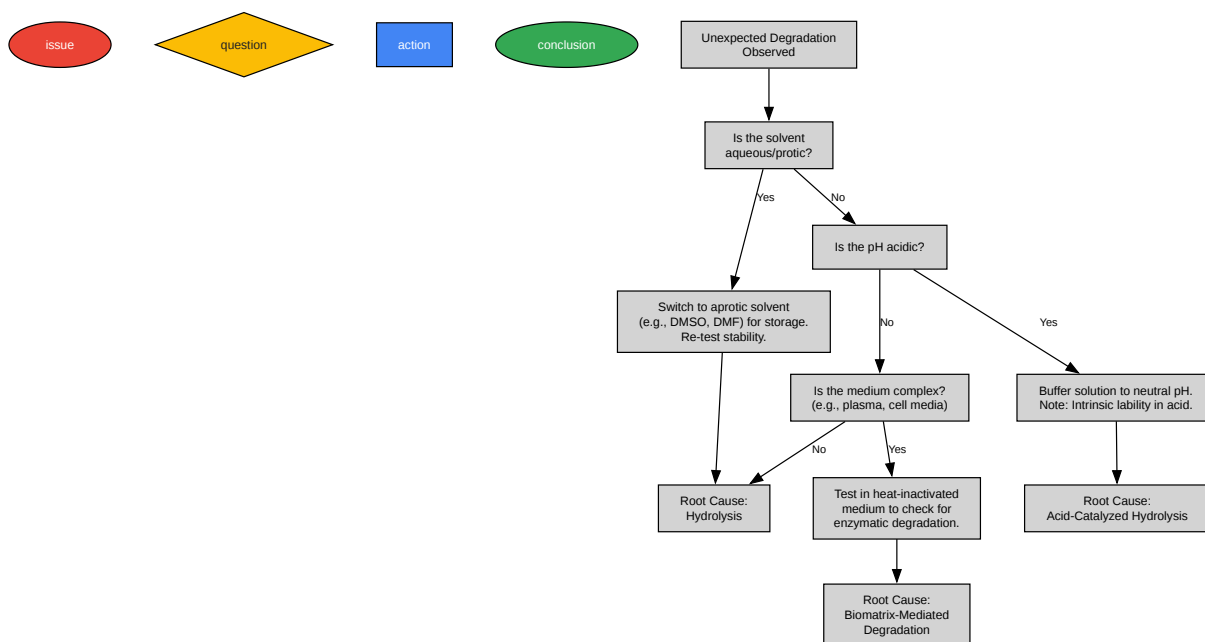 issue
question
action
conclusion
Unexpected Degradation
Observed
Is the solvent
aqueous/protic?
Yes
No
Is the pH acidic?
Switch to aprotic solvent
(e.g., DMSO, DMF) for storage.
Re-test stability.
No
Yes
Is the medium complex?
(e.g., plasma, cell media)
Buffer solution to neutral pH.
Note: Intrinsic lability in acid.
No
Yes
Root Cause:
Hydrolysis
Test in heat-inactivated
medium to check for
enzymatic degradation.
Root Cause:
Acid-Catalyzed Hydrolysis
Root Cause:
Biomatrix-Mediated
Degradation